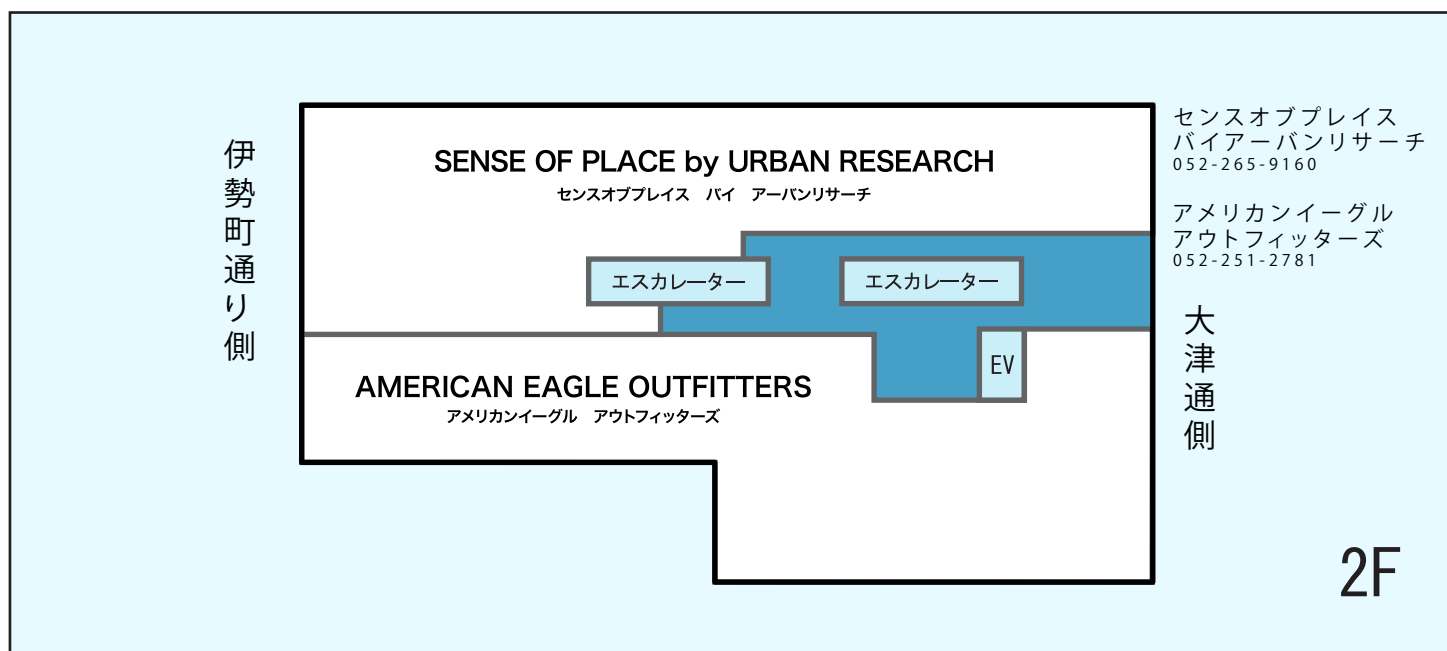 伊勢町通り側
SENSE OF PLACE by URBAN RESEARCH
センスオブプレイス　バイ　アーバンリサーチ
エスカレーター
エスカレーター
EV
AMERICAN EAGLE OUTFITTERS
アメリカンイーグル　アウトフィッターズ
センスオブプレイス
バイアーバンリサーチ
052-265-9160
アメリカンイーグル
アウトフィッターズ
052-251-2781
大津通側
2F